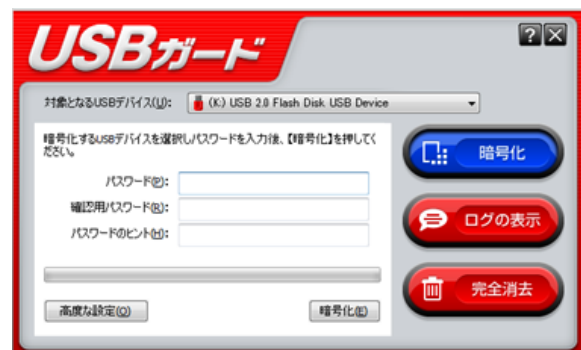 USBガード
?
対象となるUSBデバイス(U):
(K:) USB 2.0 Flash Disk USB Device
暗号化するUSBデバイスを選択しパスワードを入力後、【暗号化】を押してく
ださい。
パスワード(P):
確認用パスワード(R):
パスワードのヒント(H):
高度な設定(O)
暗号化(E)
暗号化
ログの表示
完全消去